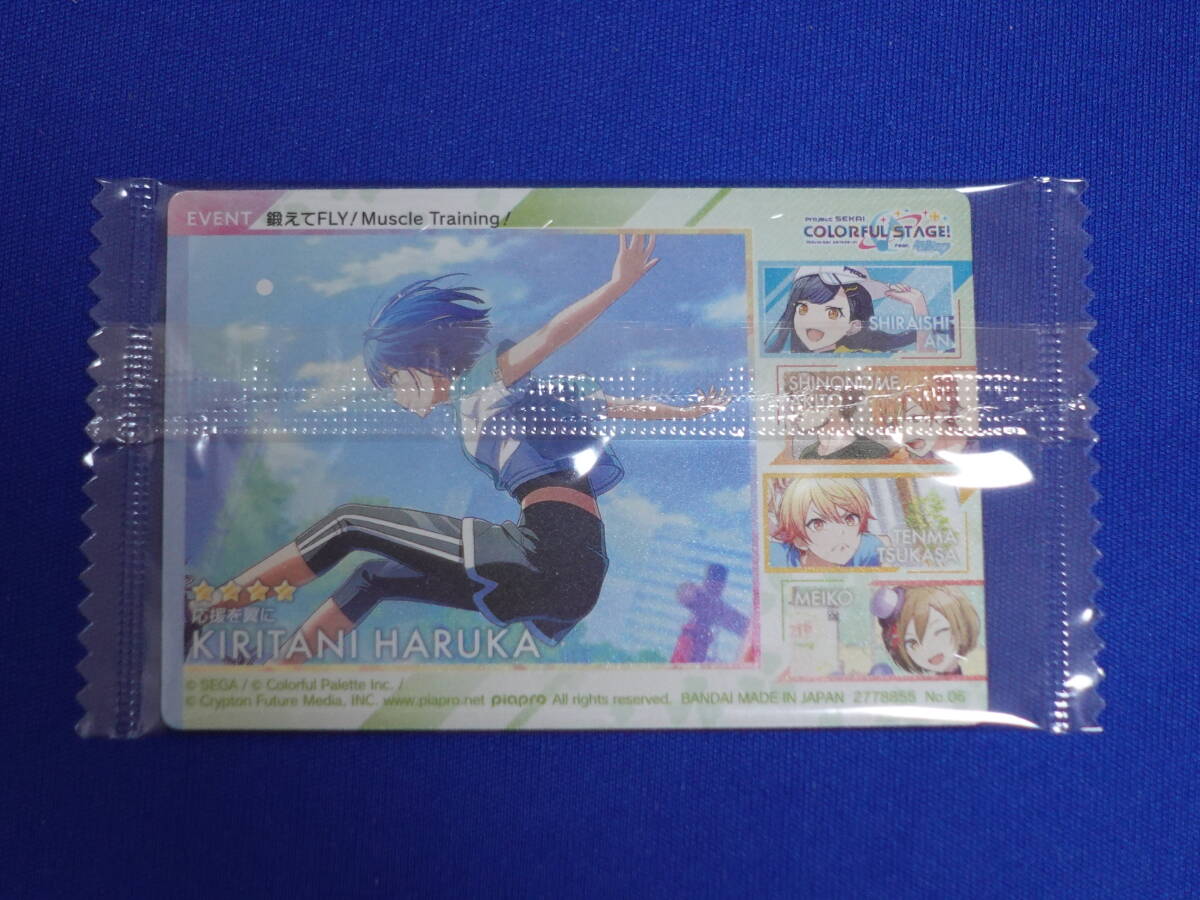 EVENT 鍛えてFLY! Muscle Training!
PROJECT SEKAI
COLORFUL STAGE!
feat.
SHIRAISHI
AN
SHINONOME
AKITO
TENMA
TSUKASA
MEIKO
応援を翼に
KIRITANI HARUKA
© SEGA / © Colorful Palette Inc. /
© Crypton Future Media, INC. www.piapro.net piapro All rights reserved. BANDAI MADE IN JAPAN 2778855 No.06